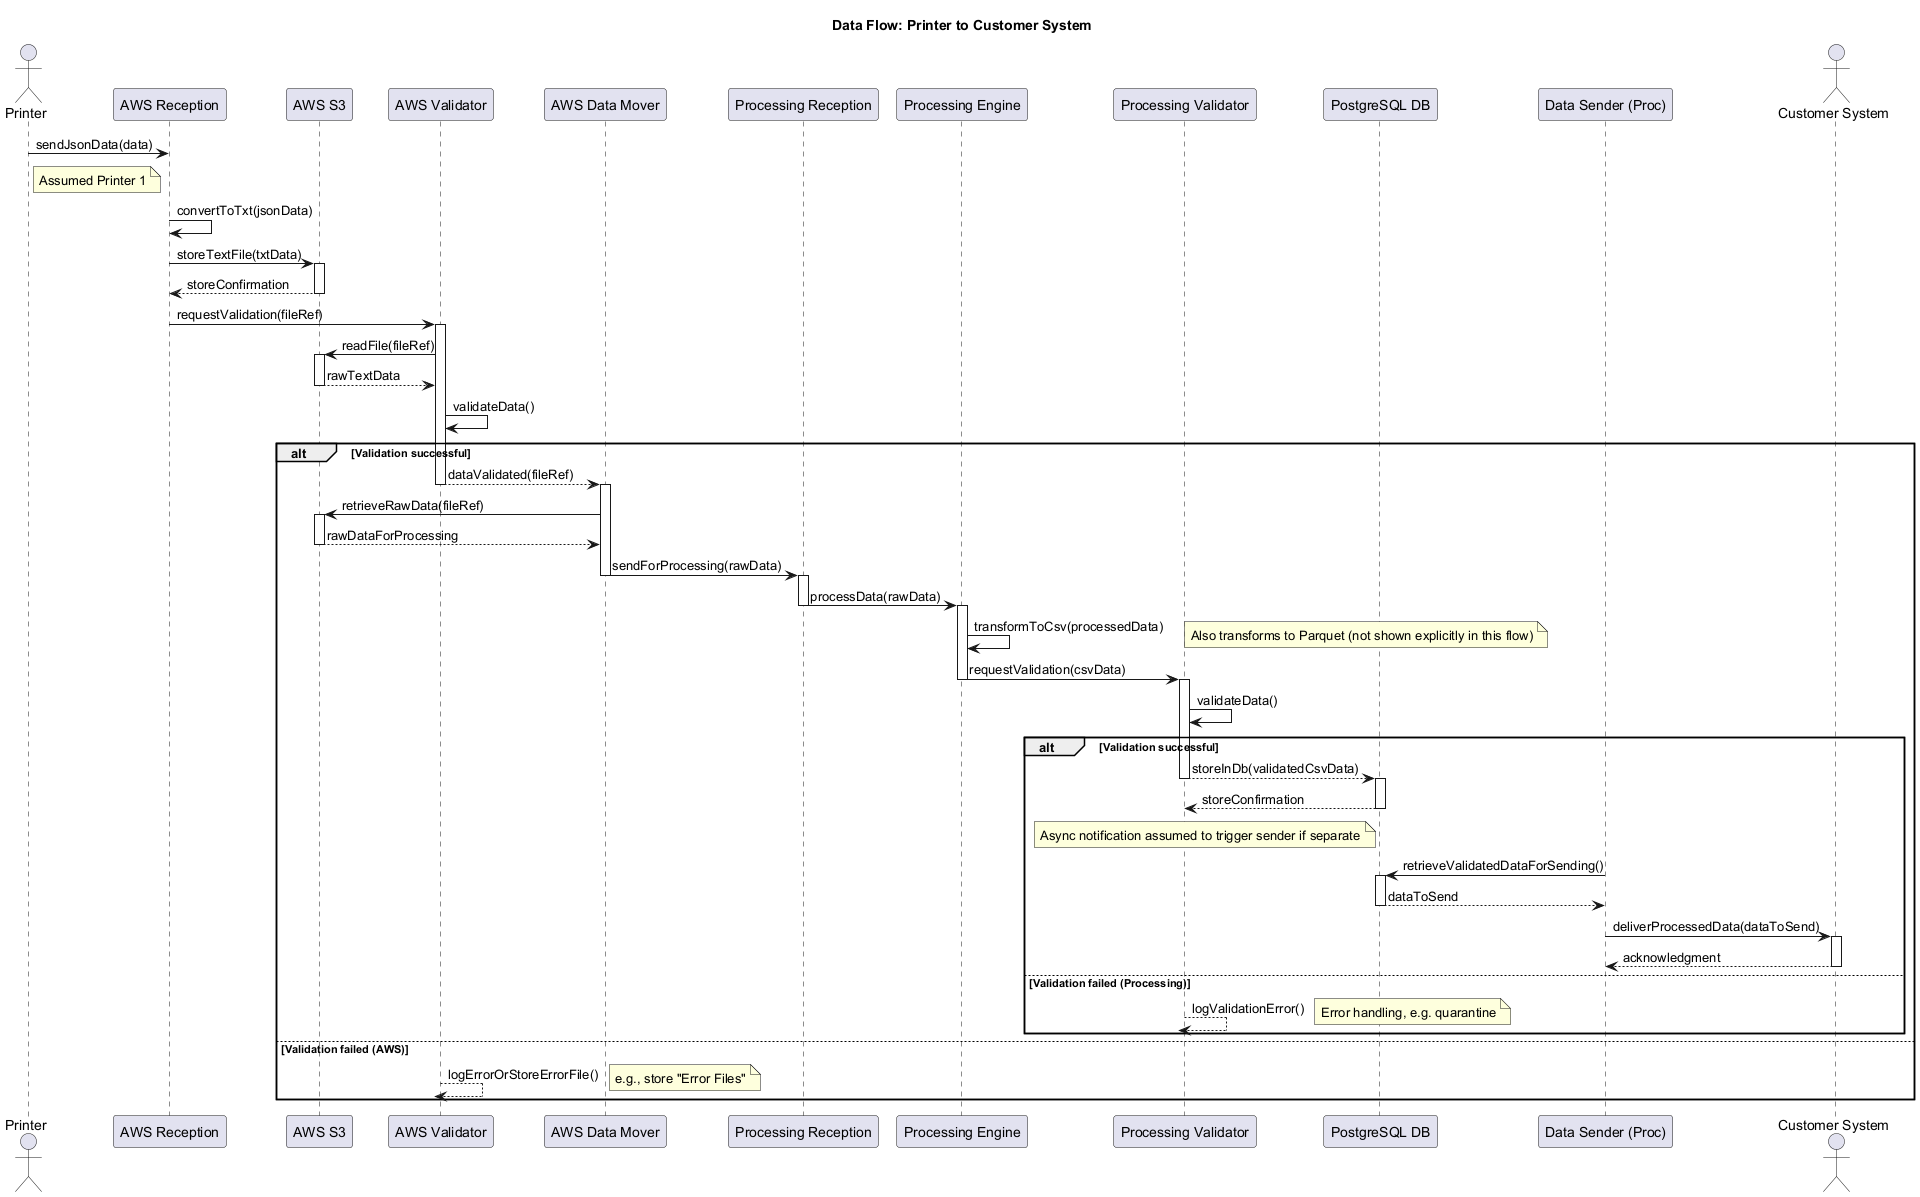 Data Flow: Printer to Customer System
Printer
AWS Reception
AWS S3
AWS Validator
AWS Data Mover
Processing Reception
Processing Engine
Processing Validator
PostgreSQL DB
Data Sender (Proc)
Customer System
sendJsonData(data)
Assumed Printer 1
convertToTxt(jsonData)
storeTextFile(txtData)
storeConfirmation
requestValidation(fileRef)
readFile(fileRef)
rawTextData
validateData()
alt
[Validation successful]
dataValidated(fileRef)
retrieveRawData(fileRef)
rawDataForProcessing
sendForProcessing(rawData)
processData(rawData)
transformToCsv(processedData)
Also transforms to Parquet (not shown explicitly in this flow)
requestValidation(csvData)
validateData()
alt
[Validation successful]
storeInDb(validatedCsvData)
storeConfirmation
Async notification assumed to trigger sender if separate
retrieveValidatedDataForSending()
dataToSend
deliverProcessedData(dataToSend)
acknowledgment
[Validation failed (Processing)]
logValidationError()
Error handling, e.g. quarantine
[Validation failed (AWS)]
logErrorOrStoreErrorFile()
e.g., store "Error Files"
Printer
AWS Reception
AWS S3
AWS Validator
AWS Data Mover
Processing Reception
Processing Engine
Processing Validator
PostgreSQL DB
Data Sender (Proc)
Customer System